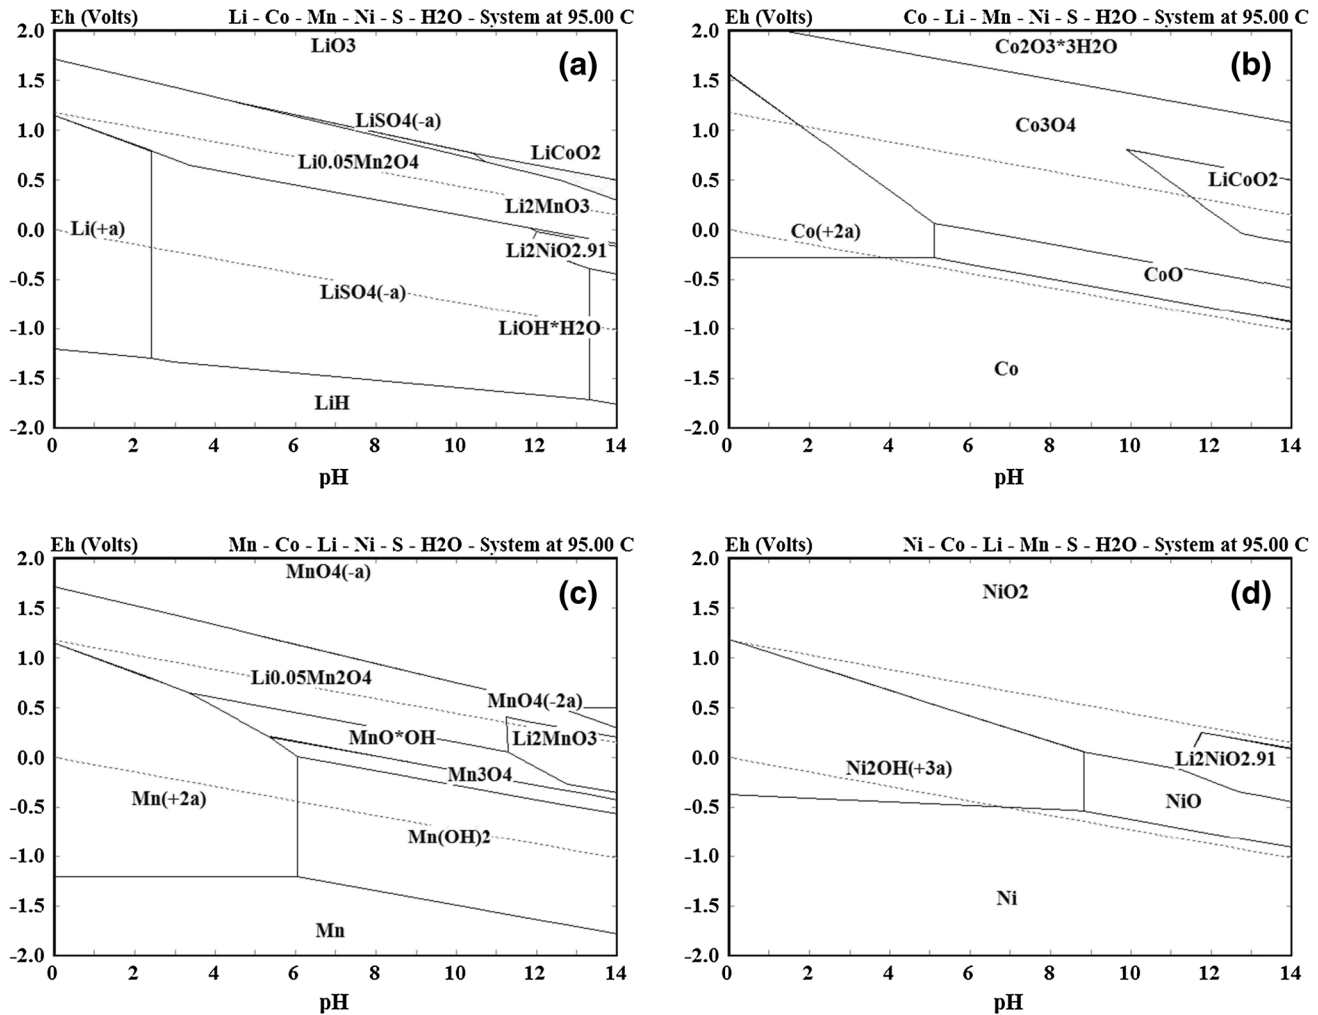 Eh (Volts) Li - Co - Mn - Ni - S - H2O - System at 95.00 C
2.0
1.5
1.0
0.5
0.0
-0.5
-1.0
-1.5
-2.0
LiO3
(a)
LiSO4(-a)
LiCoO2
Li0.05Mn2O4
Li2MnO3
Li(+a)
Li2NiO2.91
LiSO4(-a)
LiOH*H2O
LiH
0 2 4 6 8 10 12 14
pH
Eh (Volts) Co - Li - Mn - Ni - S - H2O - System at 95.00 C
2.0
1.5
1.0
0.5
0.0
-0.5
-1.0
-1.5
-2.0
Co2O3*3H2O
(b)
Co3O4
LiCoO2
Co(+2a)
CoO
Co
0 2 4 6 8 10 12 14
pH
Eh (Volts) Mn - Co - Li - Ni - S - H2O - System at 95.00 C
2.0
1.5
1.0
0.5
0.0
-0.5
-1.0
-1.5
-2.0
MnO4(-a)
(c)
Li0.05Mn2O4
MnO4(-2a)
MnO*OH
Li2MnO3
Mn3O4
Mn(+2a)
Mn(OH)2
Mn
0 2 4 6 8 10 12 14
pH
Eh (Volts) Ni - Co - Li - Mn - S - H2O - System at 95.00 C
2.0
1.5
1.0
0.5
0.0
-0.5
-1.0
-1.5
-2.0
NiO2
(d)
Li2NiO2.91
Ni2OH(+3a)
NiO
Ni
0 2 4 6 8 10 12 14
pH